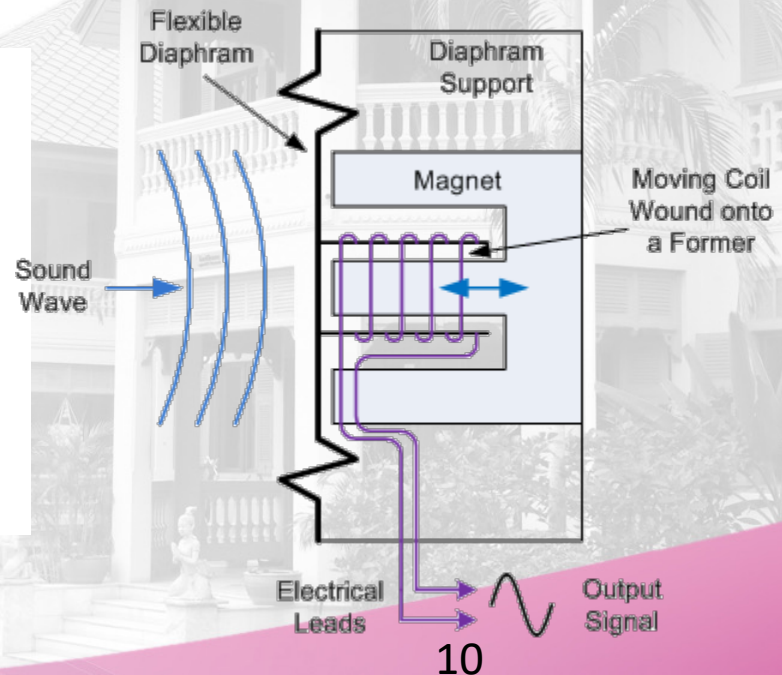 Flexible
Diaphram
Diaphram
Support
Magnet
Moving Coil
Wound onto
a Former
Sound
Wave
Electrical
Leads
Output
Signal
10